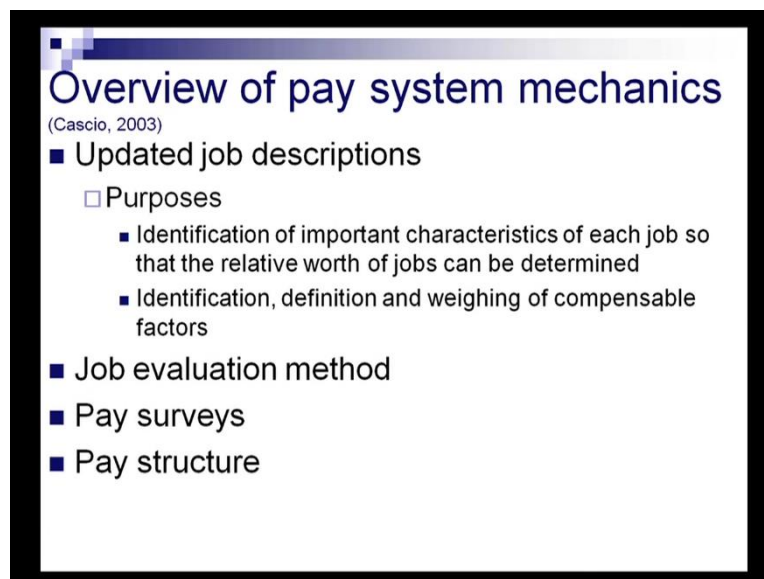 Overview of pay system mechanics
(Cascio, 2003)
Updated job descriptions
Purposes
Identification of important characteristics of each job so
that the relative worth of jobs can be determined
Identification, definition and weighing of compensable
factors
Job evaluation method
Pay surveys
Pay structure